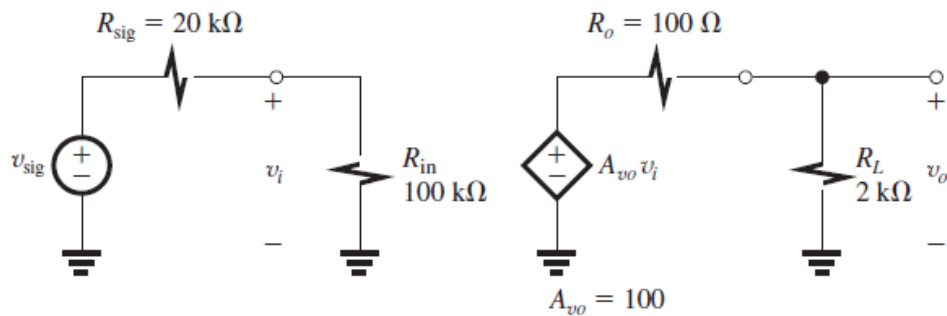 R_sig = 20 kΩ
R_o = 100 Ω
+
+
v_sig
+
−
v_i
R_in
100 kΩ
+
−
A_vo v_i
R_L
2 kΩ
v_o
−
−
A_vo = 100